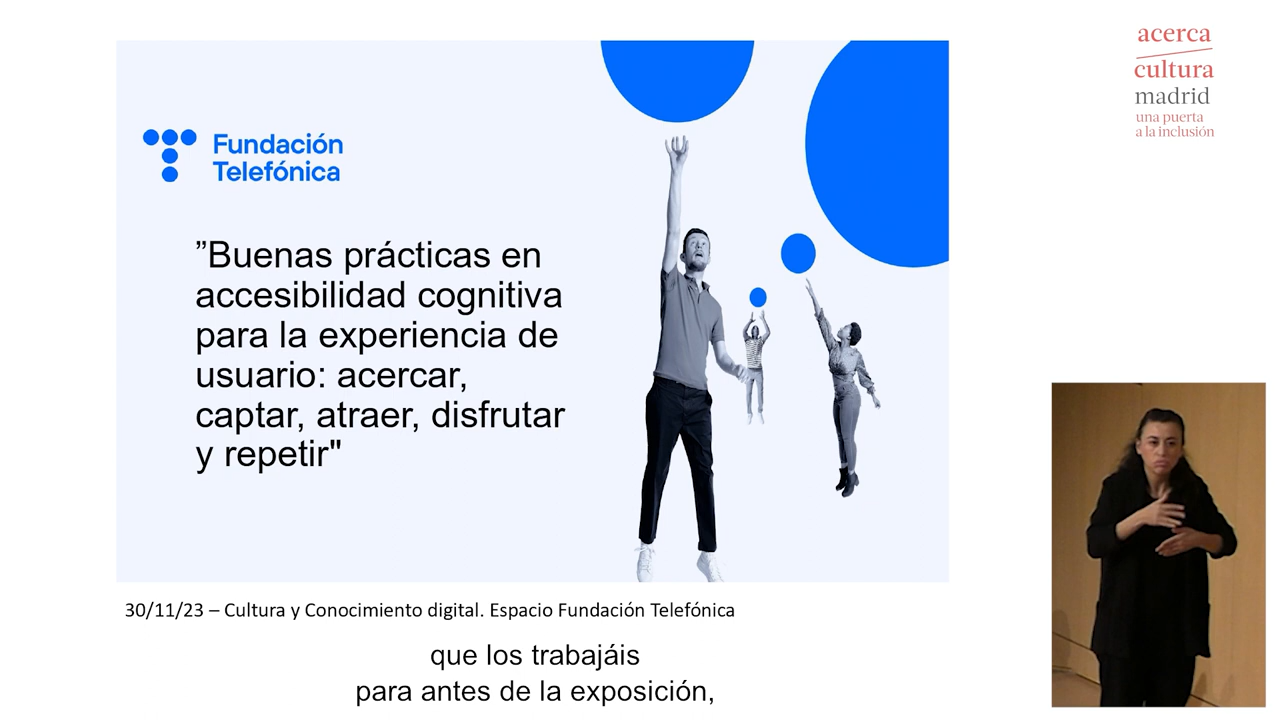 acerca
cultura
madrid
una puerta
a la inclusión
Fundación
Telefónica
”Buenas prácticas en
accesibilidad cognitiva
para la experiencia de
usuario: acercar,
captar, atraer, disfrutar
y repetir"
30/11/23 – Cultura y Conocimiento digital. Espacio Fundación Telefónica
que los trabajáis
para antes de la exposición,